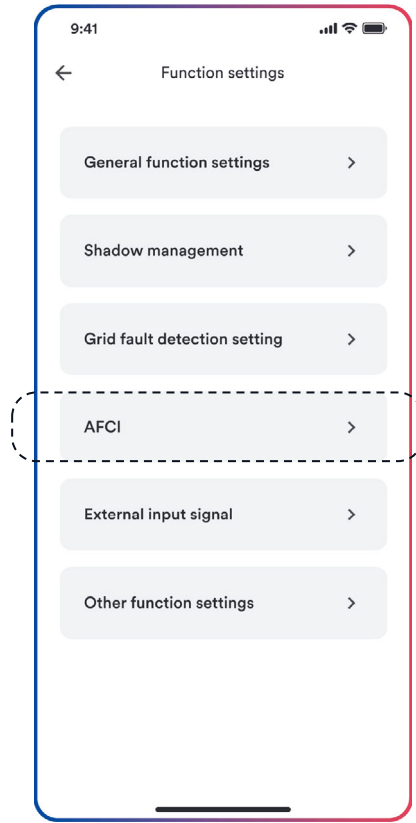 9:41
Function settings
General function settings
Shadow management
Grid fault detection setting
AFCI
External input signal
Other function settings